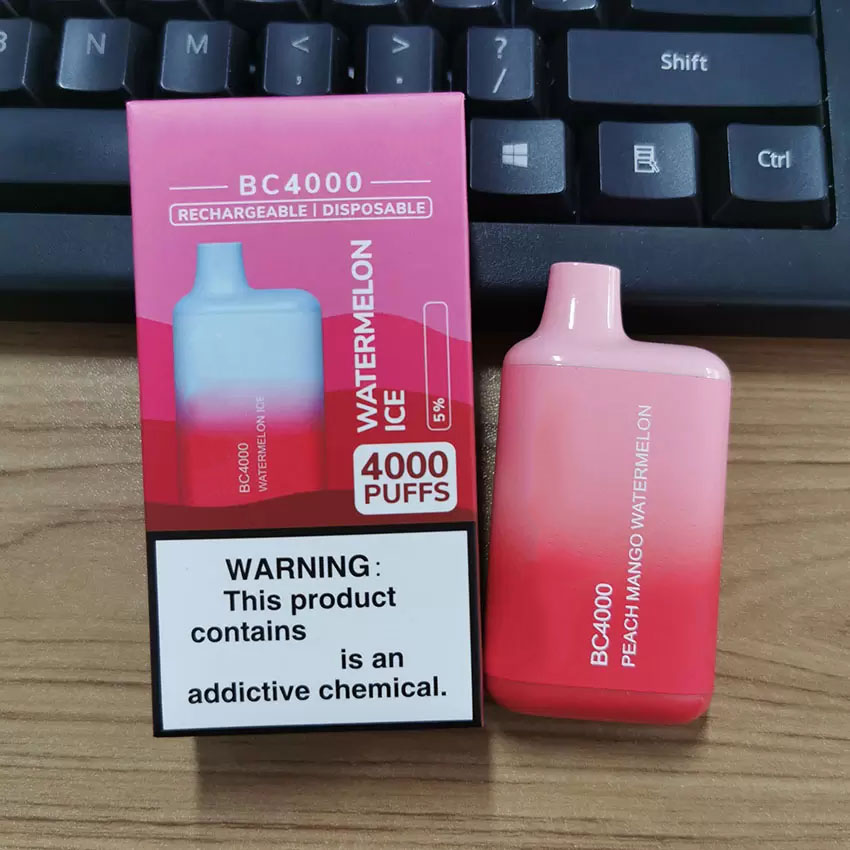 B
N
M
<
,
>
.
?
/
Shift
Ctrl
BC4000
RECHARGEABLE | DISPOSABLE
WATERMELON
ICE
5%
BC4000
WATERMELON ICE
4000
PUFFS
WARNING:
This product
contains
is an
addictive chemical.
BC4000
PEACH MANGO WATERMELON